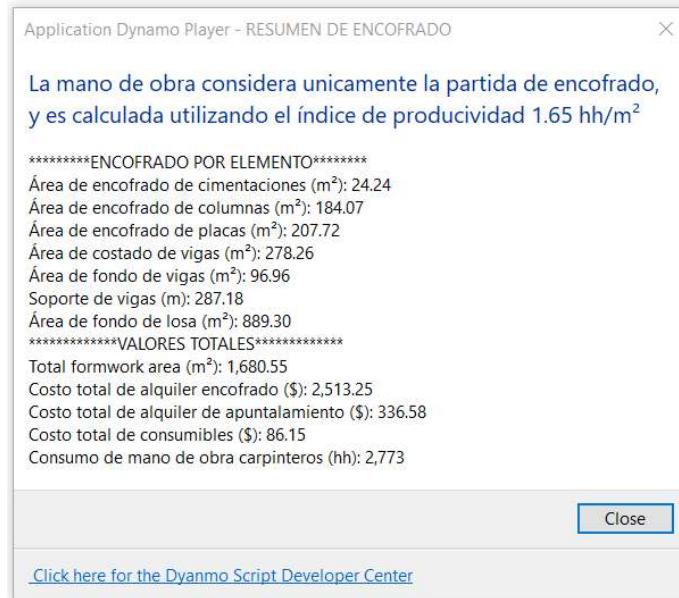 Application Dynamo Player - RESUMEN DE ENCOFRADO
La mano de obra considera unicamente la partida de encofrado,
y es calculada utilizando el índice de producividad 1.65 hh/m²
*********ENCOFRADO POR ELEMENTO********
Área de encofrado de cimentaciones (m²): 24.24
Área de encofrado de columnas (m²): 184.07
Área de encofrado de placas (m²): 207.72
Área de costado de vigas (m²): 278.26
Área de fondo de vigas (m²): 96.96
Soporte de vigas (m): 287.18
Área de fondo de losa (m²): 889.30
*************VALORES TOTALES*************
Total formwork area (m²): 1,680.55
Costo total de alquiler encofrado ($): 2,513.25
Costo total de alquiler de apuntalamiento ($): 336.58
Costo total de consumibles ($): 86.15
Consumo de mano de obra carpinteros (hh): 2,773
Close
Click here for the Dyanmo Script Developer Center